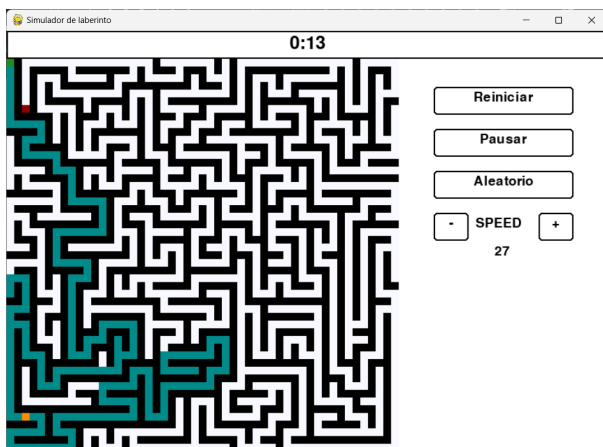 Simulador de laberinto
0:13
Reiniciar
Pausar
Aleatorio
- SPEED +
27